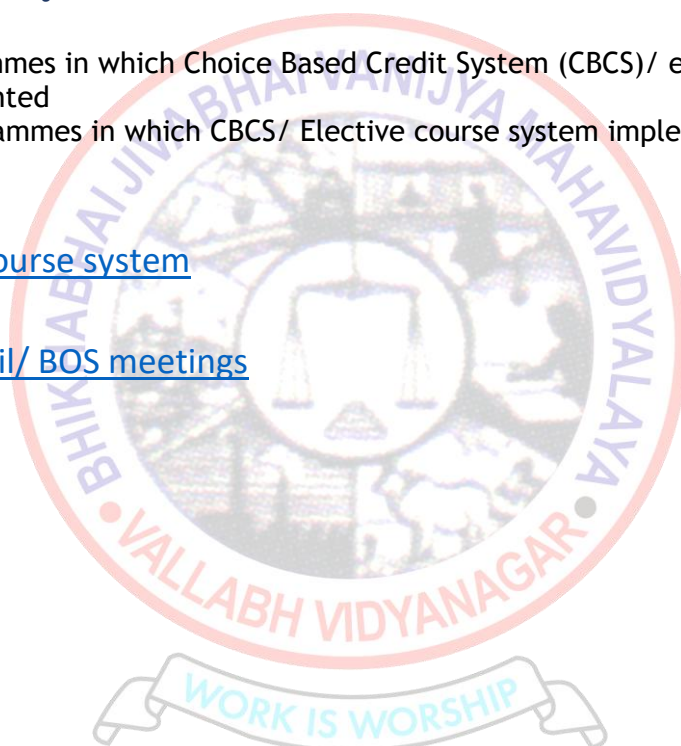 mmes in which Choice Based Credit System (CBCS)/ e
nted
ammes in which CBCS/ Elective course system imple
ourse system
il/ BOS meetings
BHIKHABHAI JIVABHAI VANIJYA MAHAVIDYALAYA
VALLABH VIDYANAGAR
WORK IS WORSHIP